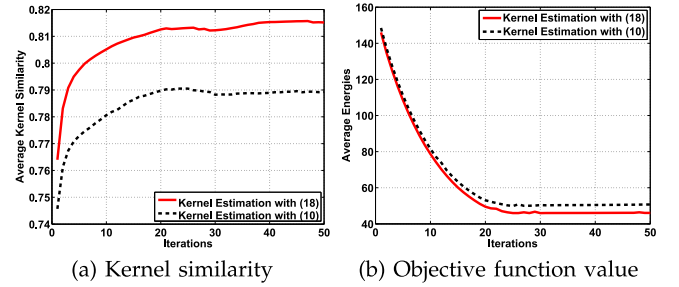 0.82
0.81
0.8
0.79
0.78
0.77
0.76
0.75
0.74
Average Kernel Similarity
0 10 20 30 40 50
Iterations
Kernel Estimation with (18)
Kernel Estimation with (10)
(a) Kernel similarity
160
140
120
100
80
60
40
Average Energies
0 10 20 30 40 50
Iterations
Kernel Estimation with (18)
Kernel Estimation with (10)
(b) Objective function value